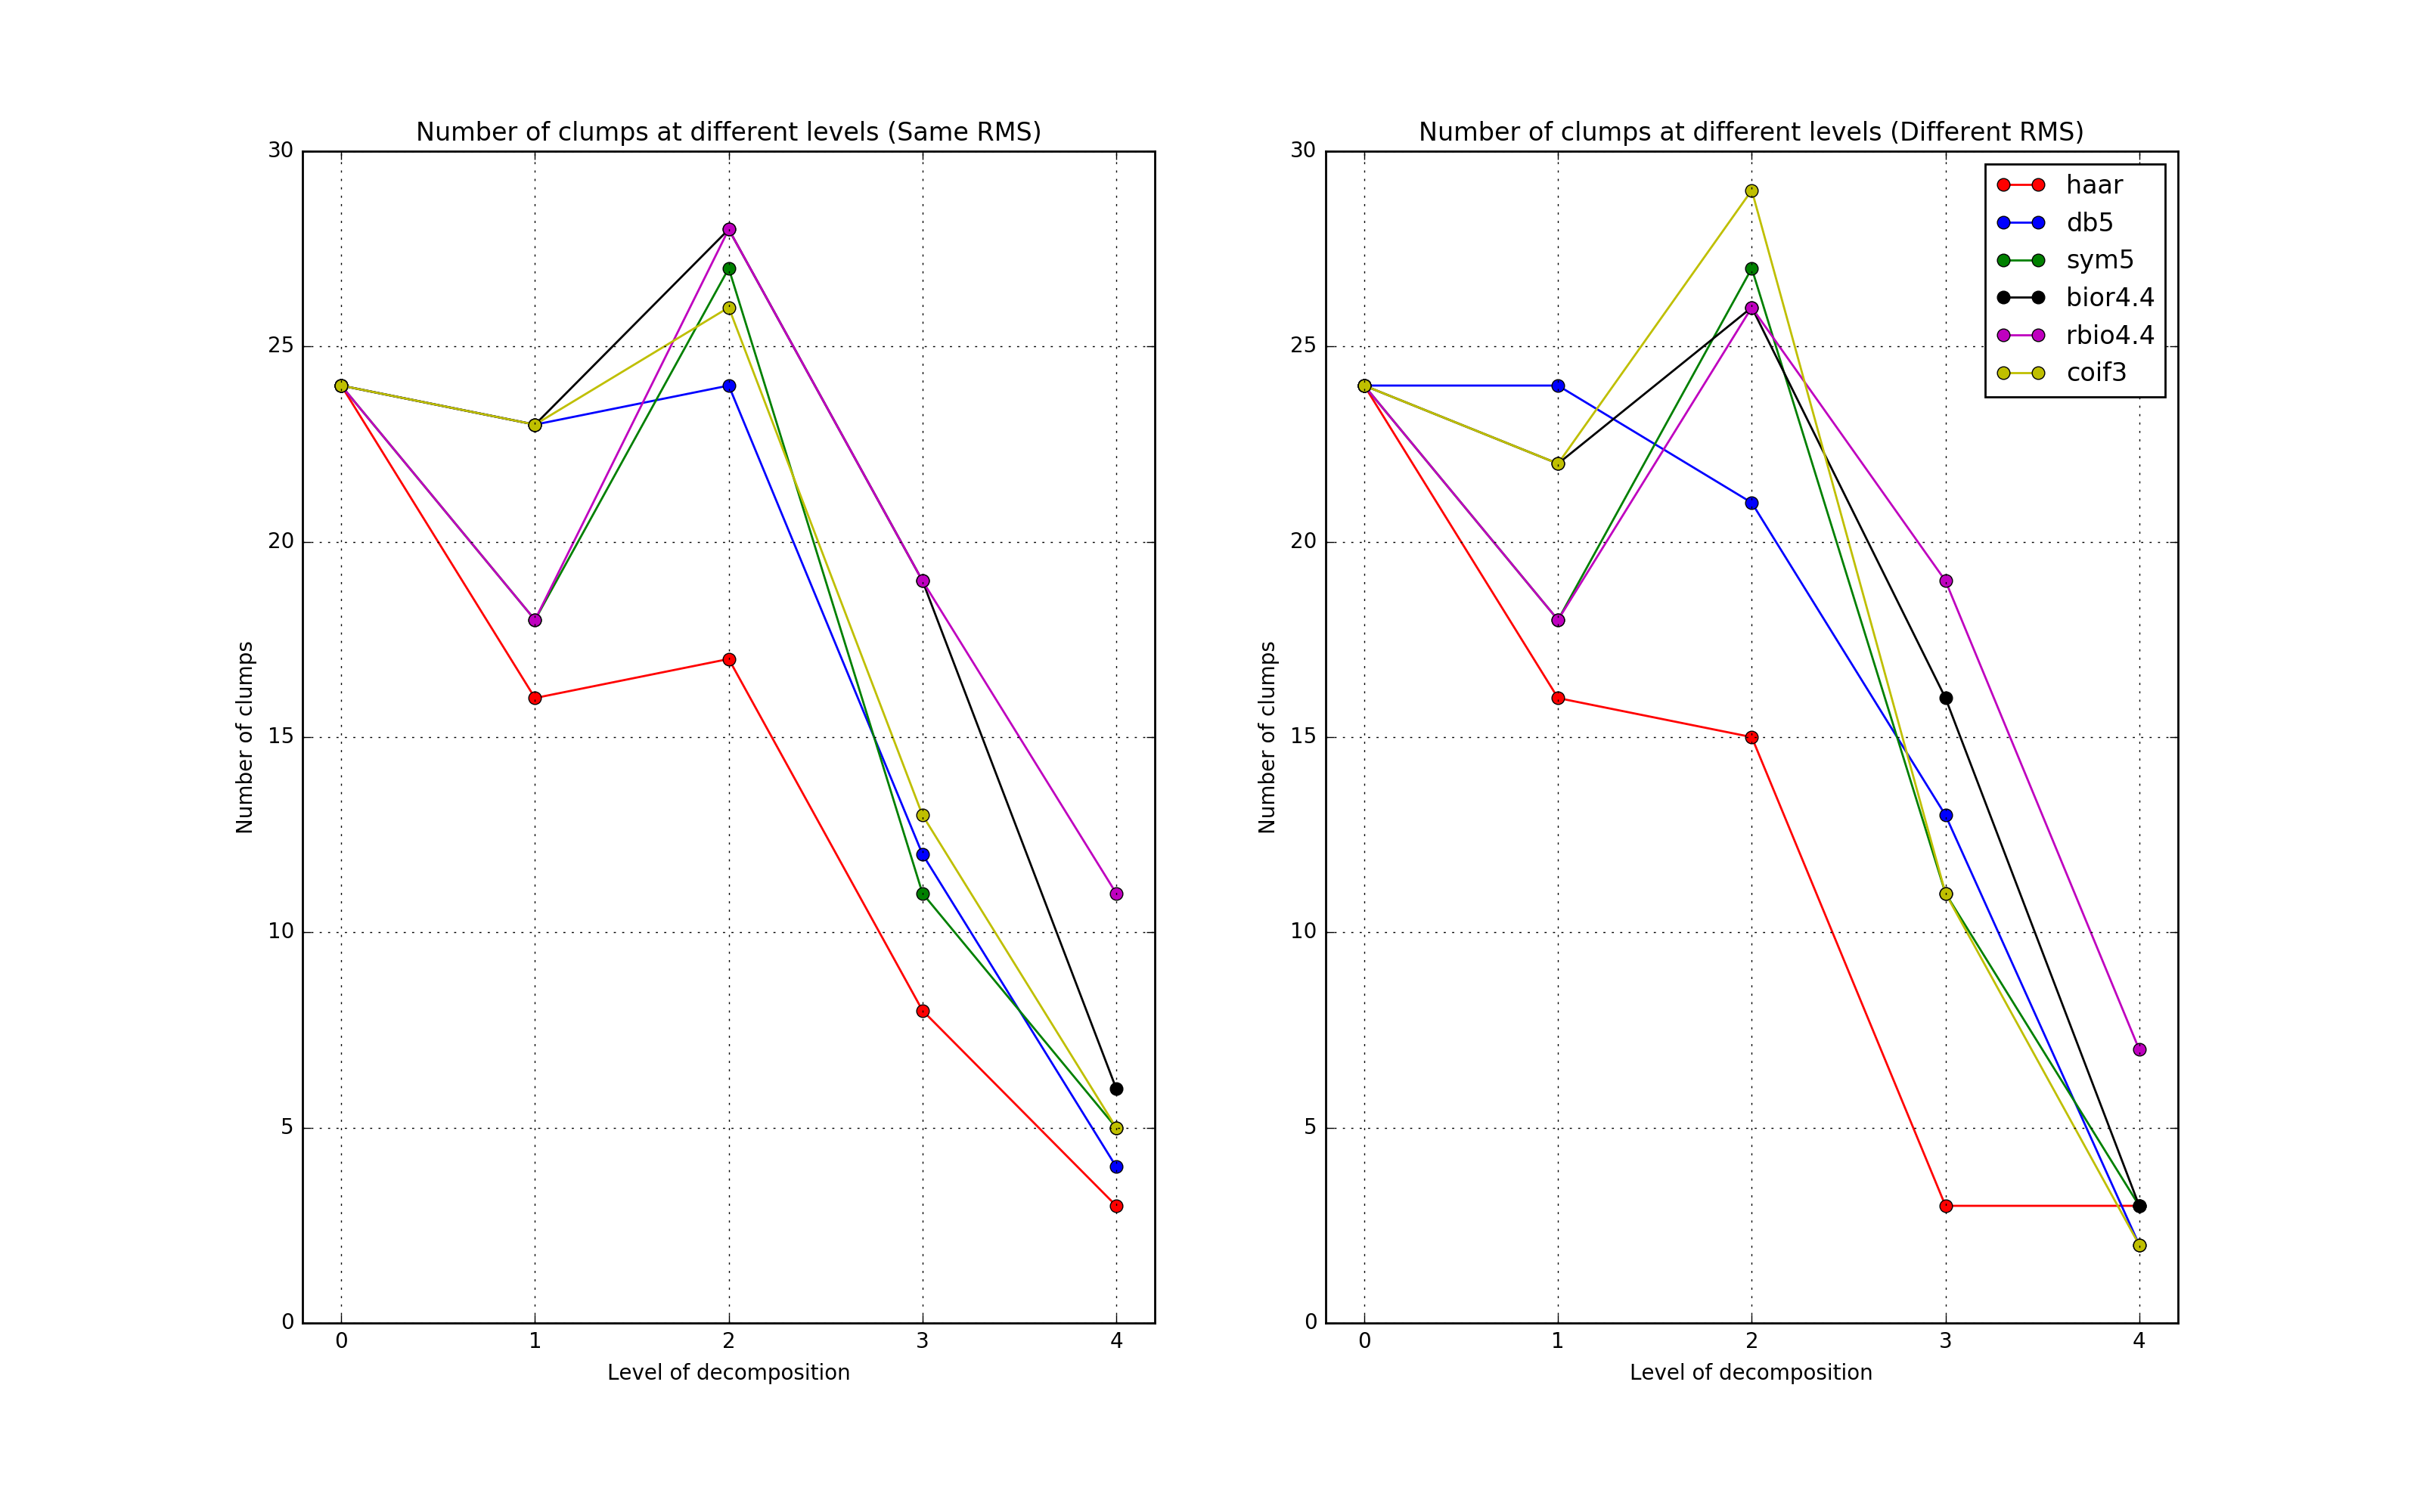 Number of clumps at different levels (Same RMS)
30
25
20
15
10
5
0
Number of clumps
0 1 2 3 4
Level of decomposition
Number of clumps at different levels (Different RMS)
30
25
20
15
10
5
0
Number of clumps
haar
db5
sym5
bior4.4
rbio4.4
coif3
0 1 2 3 4
Level of decomposition